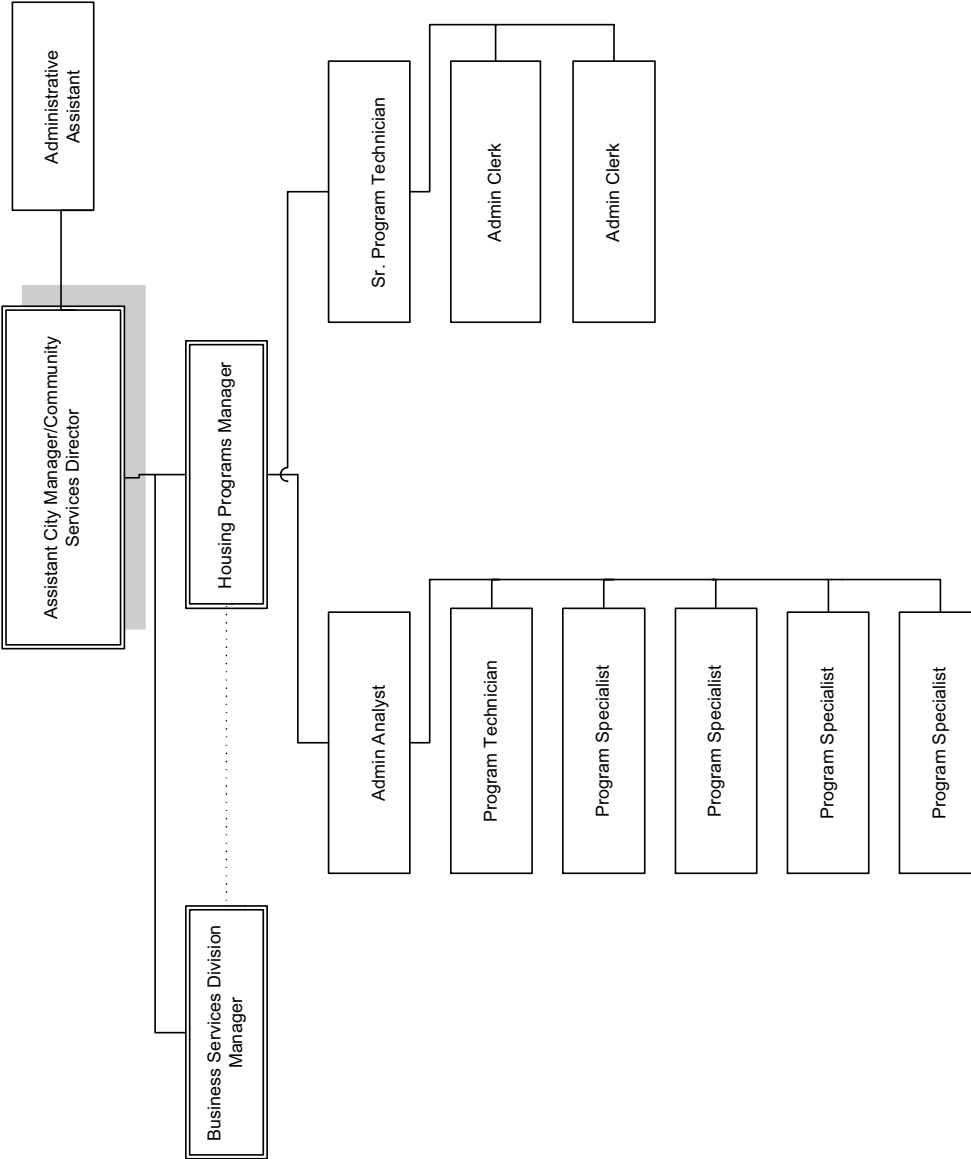 Administrative
Assistant
Assistant City Manager/Community
Services Director
Business Services Division
Manager
Housing Programs Manager
Admin Analyst
Program Technician
Program Specialist
Program Specialist
Program Specialist
Program Specialist
Sr. Program Technician
Admin Clerk
Admin Clerk